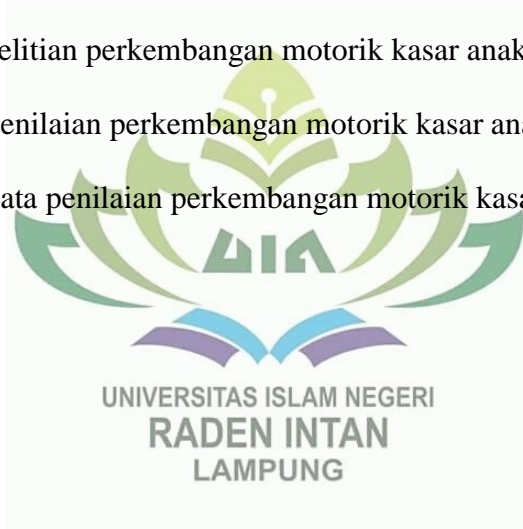 elitian perkembangan motorik kasar anak
enilaian perkembangan motorik kasar ana
ata penilaian perkembangan motorik kasa
UIN
UNIVERSITAS ISLAM NEGERI
RADEN INTAN
LAMPUNG